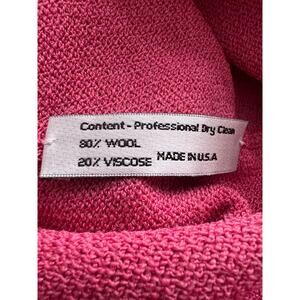 Content - Professional Dry Clean
80% WOOL
20% VISCOSE MADE IN U.S.A